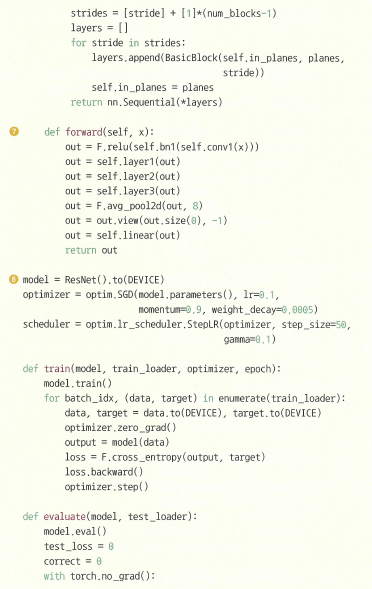 strides = [stride] + [1]*(num_blocks-1)
layers = []
for stride in strides:
layers.append(BasicBlock(self.in_planes, planes,
stride))
self.in_planes = planes
return nn.Sequential(*layers)
7 def forward(self, x):
out = F.relu(self.bn1(self.conv1(x)))
out = self.layer1(out)
out = self.layer2(out)
out = self.layer3(out)
out = F.avg_pool2d(out, 8)
out = out.view(out.size(0), -1)
out = self.linear(out)
return out
8 model = ResNet().to(DEVICE)
optimizer = optim.SGD(model.parameters(), lr=0.1,
momentum=0.9, weight_decay=0.0005)
scheduler = optim.lr_scheduler.StepLR(optimizer, step_size=50,
gamma=0.1)
def train(model, train_loader, optimizer, epoch):
model.train()
for batch_idx, (data, target) in enumerate(train_loader):
data, target = data.to(DEVICE), target.to(DEVICE)
optimizer.zero_grad()
output = model(data)
loss = F.cross_entropy(output, target)
loss.backward()
optimizer.step()
def evaluate(model, test_loader):
model.eval()
test_loss = 0
correct = 0
with torch.no_grad():